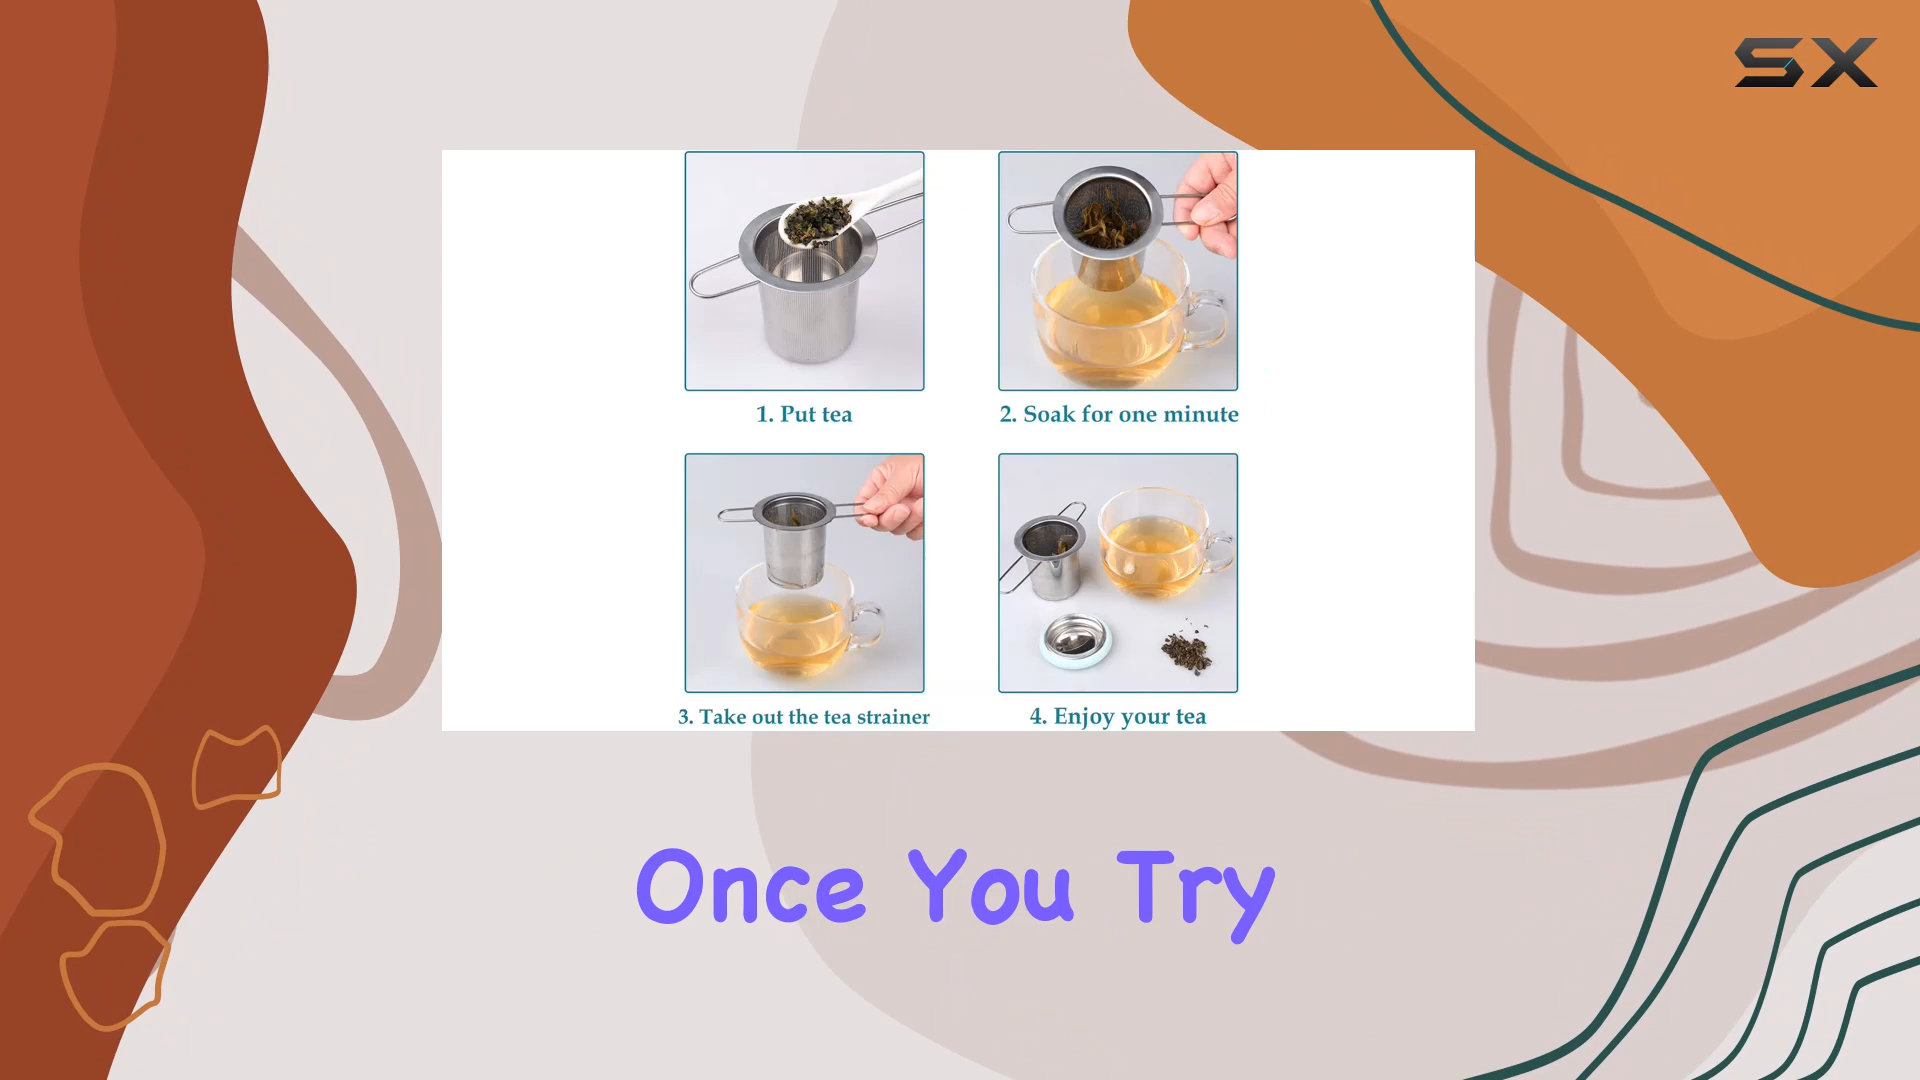 SX
1. Put tea
2. Soak for one minute
3. Take out the tea strainer
4. Enjoy your tea
Once You Try